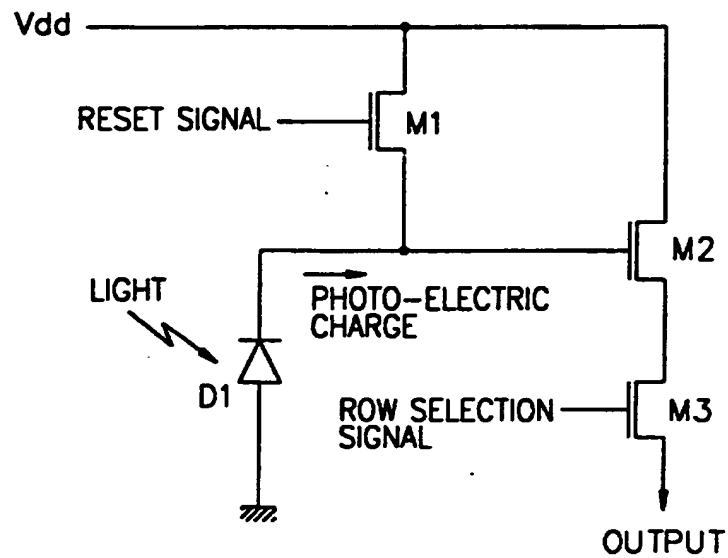 Vdd
RESET SIGNAL
M1
M2
LIGHT
PHOTO-ELECTRIC
CHARGE
D1
ROW SELECTION
SIGNAL
M3
OUTPUT